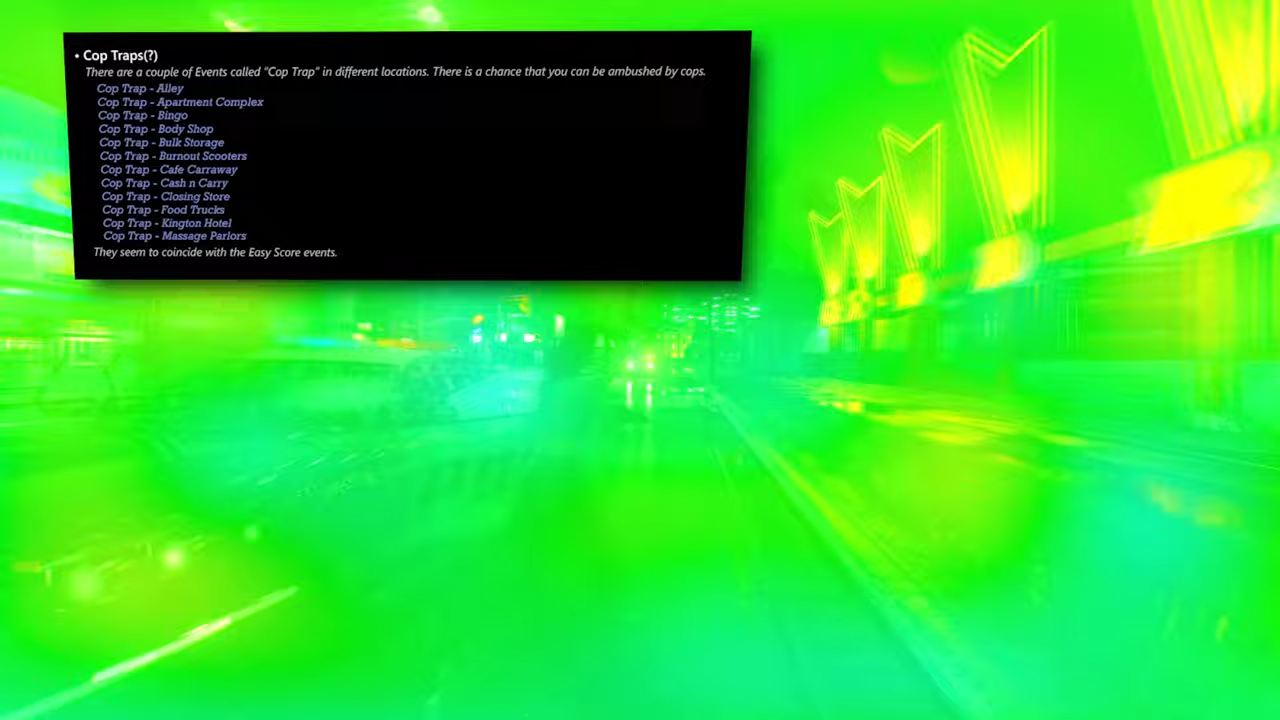 • Cop Traps(?)
There are a couple of Events called "Cop Trap" in different locations. There is a chance that you can be ambushed by cops.
Cop Trap - Alley
Cop Trap - Apartment Complex
Cop Trap - Bingo
Cop Trap - Body Shop
Cop Trap - Bulk Storage
Cop Trap - Burnout Scooters
Cop Trap - Cafe Carraway
Cop Trap - Cash n Carry
Cop Trap - Closing Store
Cop Trap - Food Trucks
Cop Trap - Kington Hotel
Cop Trap - Massage Parlors
They seem to coincide with the Easy Score events.